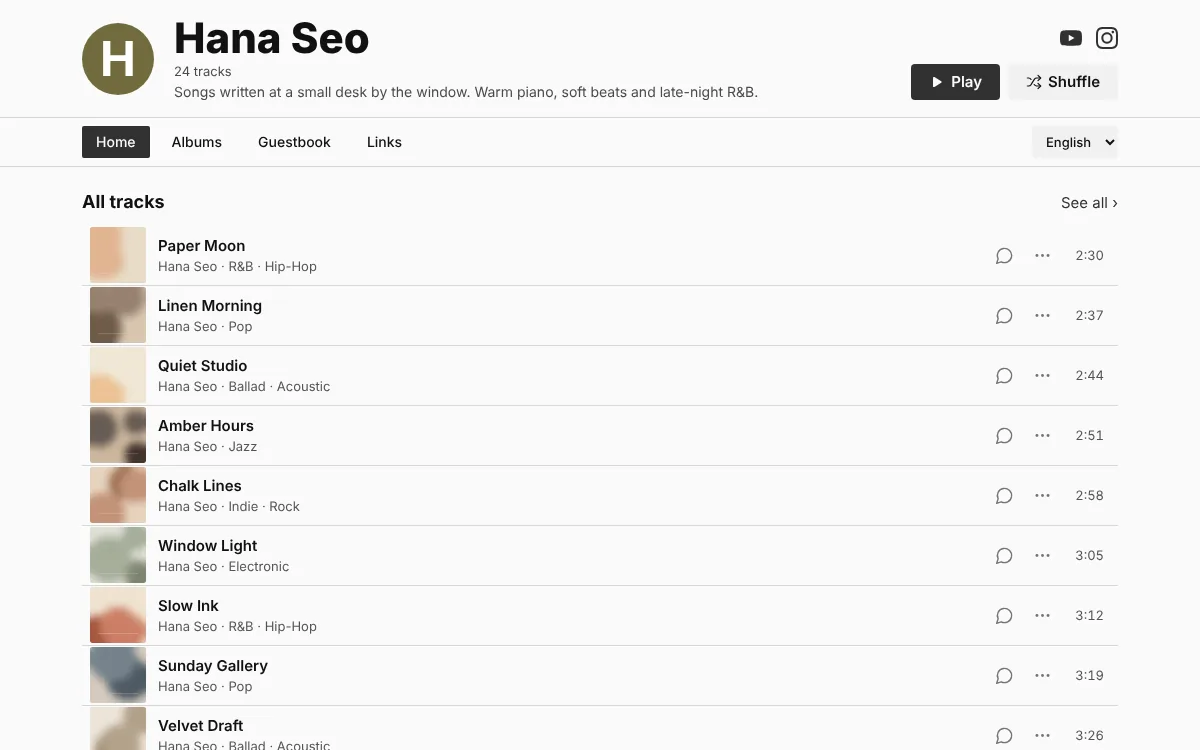 H
Hana Seo
24 tracks
Songs written at a small desk by the window. Warm piano, soft beats and late-night R&B.
Play
Shuffle
Home
Albums
Guestbook
Links
English
All tracks
See all ›
Paper Moon
Hana Seo · R&B · Hip-Hop
2:30
Linen Morning
Hana Seo · Pop
2:37
Quiet Studio
Hana Seo · Ballad · Acoustic
2:44
Amber Hours
Hana Seo · Jazz
2:51
Chalk Lines
Hana Seo · Indie · Rock
2:58
Window Light
Hana Seo · Electronic
3:05
Slow Ink
Hana Seo · R&B · Hip-Hop
3:12
Sunday Gallery
Hana Seo · Pop
3:19
Velvet Draft
Hana Seo · Ballad · Acoustic
3:26